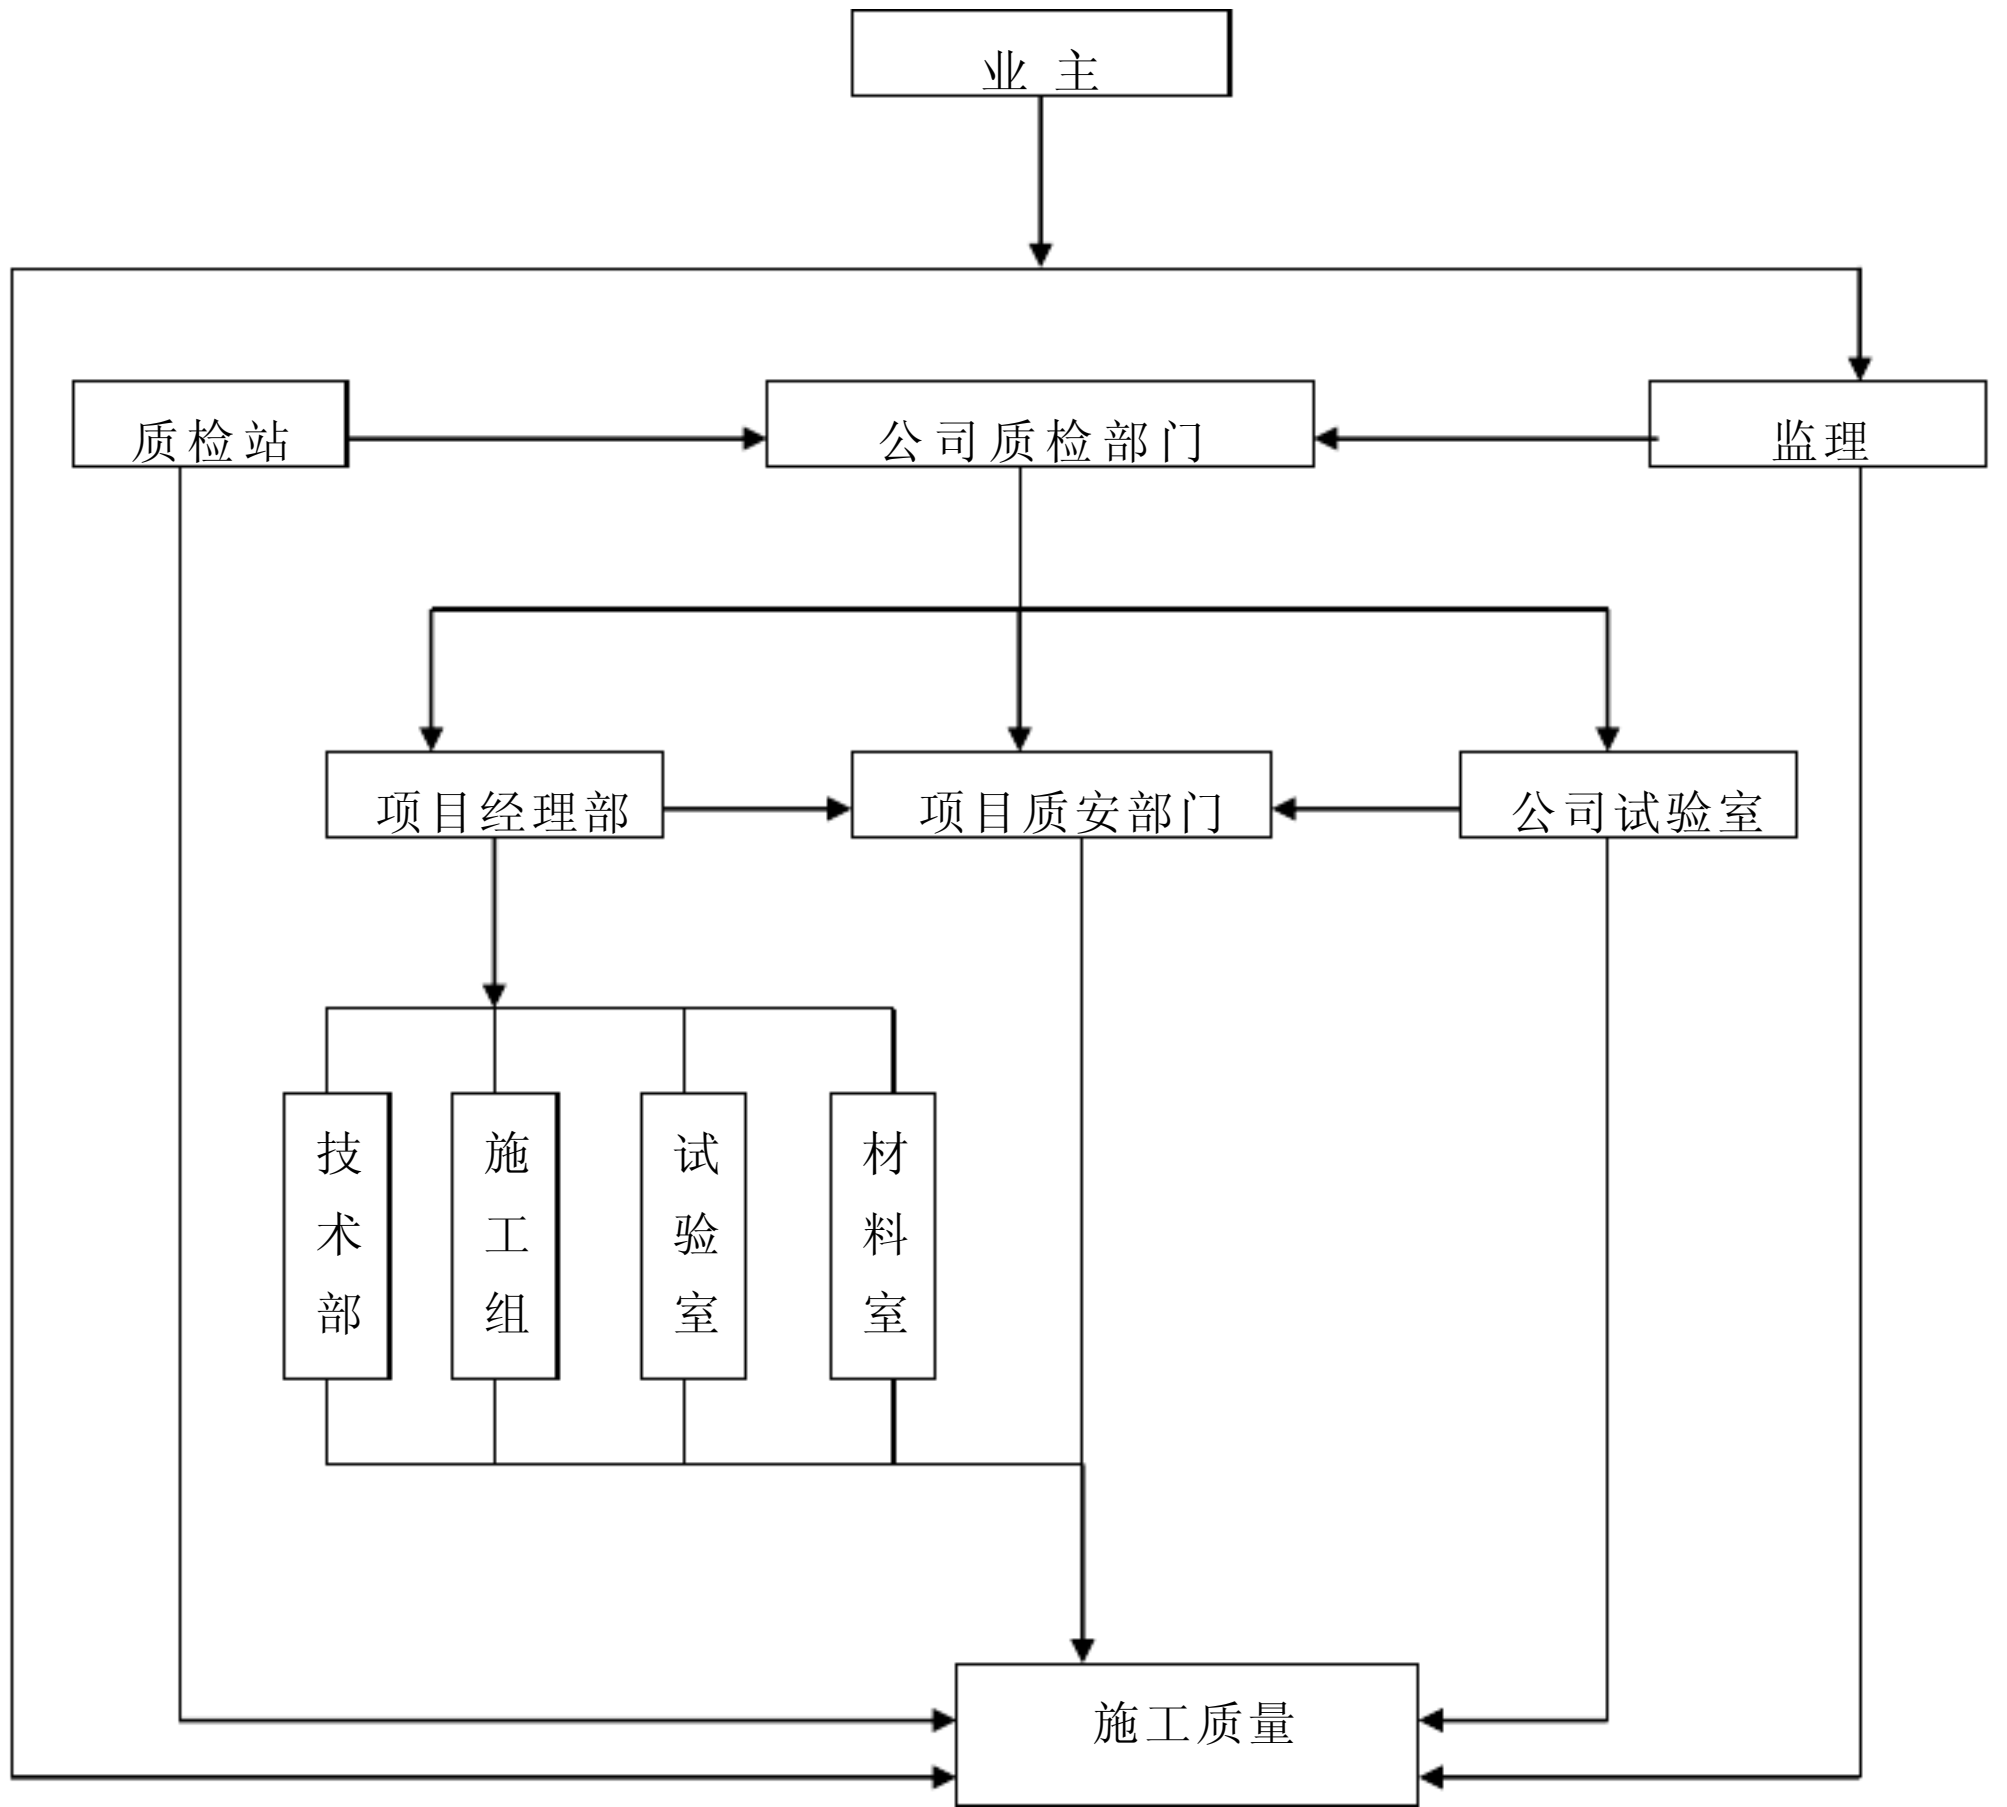 业 主
质检站
公司质检部门
监理
项目经理部
项目质安部门
公司试验室
技术部
施工组
试验室
材料室
施工质量